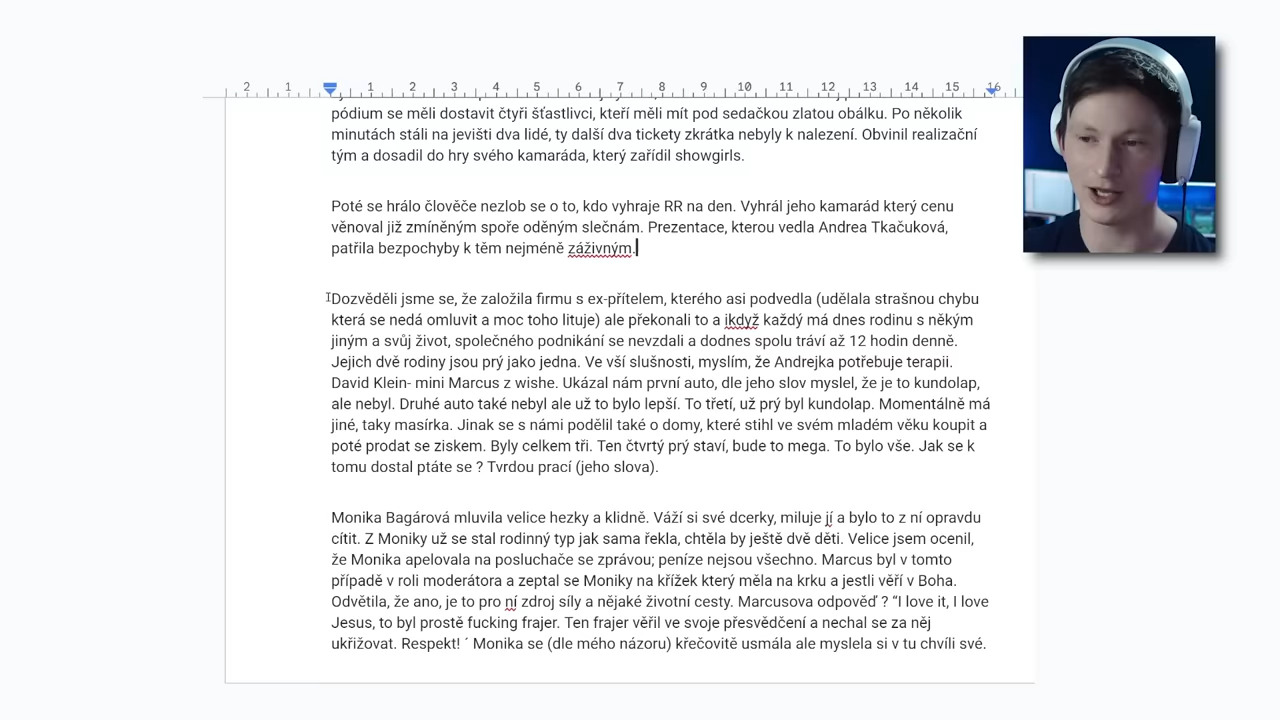 2 1 1 2 3 4 5 6 7 8 9 10 11 12 13 14 15 16
pódium se měli dostavit čtyři šťastlivci, kteří měli mít pod sedačkou zlatou obálku. Po několik
minutách stáli na jevišti dva lidé, ty další dva tickety zkrátka nebyly k nalezení. Obvinil realizační
tým a dosadil do hry svého kamaráda, který zařídil showgirls.
Poté se hrálo člověče nezlob se o to, kdo vyhraje RR na den. Vyhrál jeho kamarád který cenu
věnoval již zmíněným spoře oděným slečnám. Prezentace, kterou vedla Andrea Tkačuková,
patřila bezpochyby k těm nejméně záživným.
Dozvěděli jsme se, že založila firmu s ex-přítelem, kterého asi podvedla (udělala strašnou chybu
která se nedá omluvit a moc toho lituje) ale překonali to a ikdyž každý má dnes rodinu s někým
jiným a svůj život, společného podnikání se nevzdali a dodnes spolu tráví až 12 hodin denně.
Jejich dvě rodiny jsou prý jako jedna. Ve vší slušnosti, myslím, že Andrejka potřebuje terapii.
David Klein- mini Marcus z wishe. Ukázal nám první auto, dle jeho slov myslel, že je to kundolap,
ale nebyl. Druhé auto také nebyl ale už to bylo lepší. To třetí, už prý byl kundolap. Momentálně má
jiné, taky masírka. Jinak se s námi podělil také o domy, které stihl ve svém mladém věku koupit a
poté prodat se ziskem. Byly celkem tři. Ten čtvrtý prý staví, bude to mega. To bylo vše. Jak se k
tomu dostal ptáte se ? Tvrdou prací (jeho slova).
Monika Bagárová mluvila velice hezky a klidně. Váží si své dcerky, miluje jí a bylo to z ní opravdu
cítit. Z Moniky už se stal rodinný typ jak sama řekla, chtěla by ještě dvě děti. Velice jsem ocenil,
že Monika apelovala na posluchače se zprávou; peníze nejsou všechno. Marcus byl v tomto
případě v roli moderátora a zeptal se Moniky na křížek který měla na krku a jestli věří v Boha.
Odvětila, že ano, je to pro ní zdroj síly a nějaké životní cesty. Marcusova odpověď ? “I love it, I love
Jesus, to byl prostě fucking frajer. Ten frajer věřil ve svoje přesvědčení a nechal se za něj
ukřižovat. Respekt! ´ Monika se (dle mého názoru) křečovitě usmála ale myslela si v tu chvíli své.